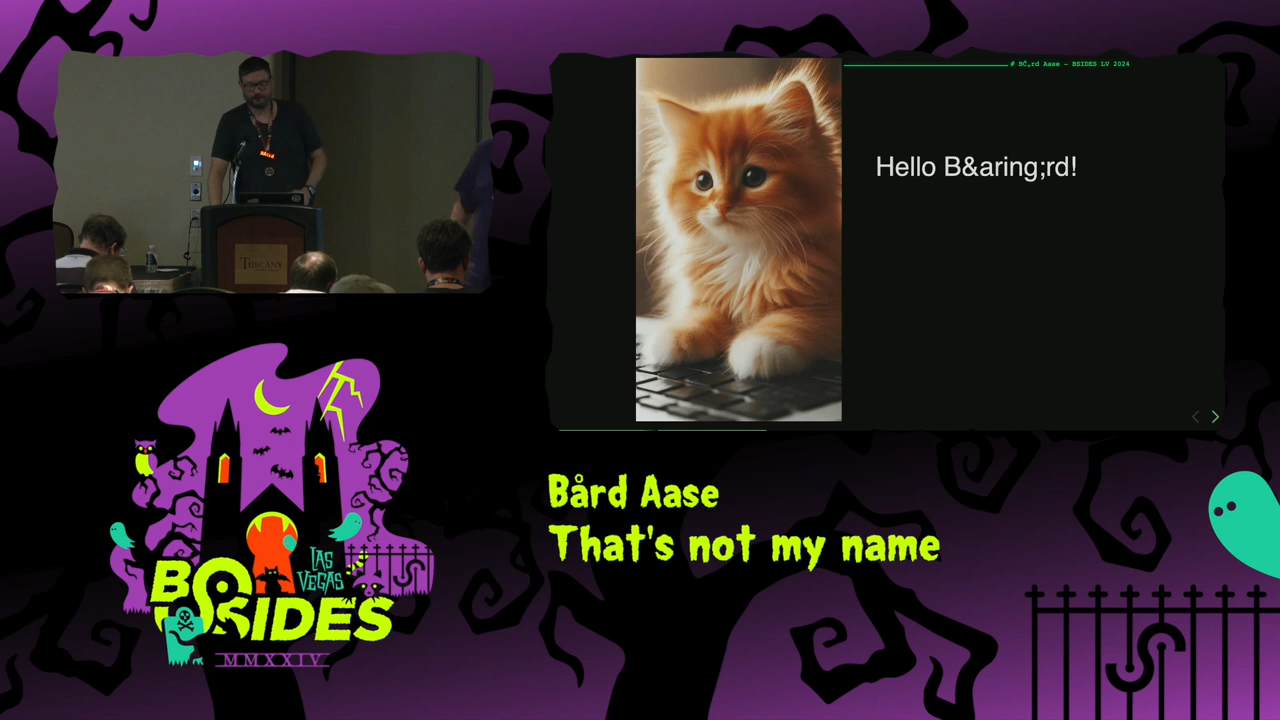 # BĂ„rd Aase - BSIDES LV 2024
Hello B&aring;rd!
TUSCANY
Bård Aase
That's not my name
LAS
VEGAS
BSIDES
MMXXIV